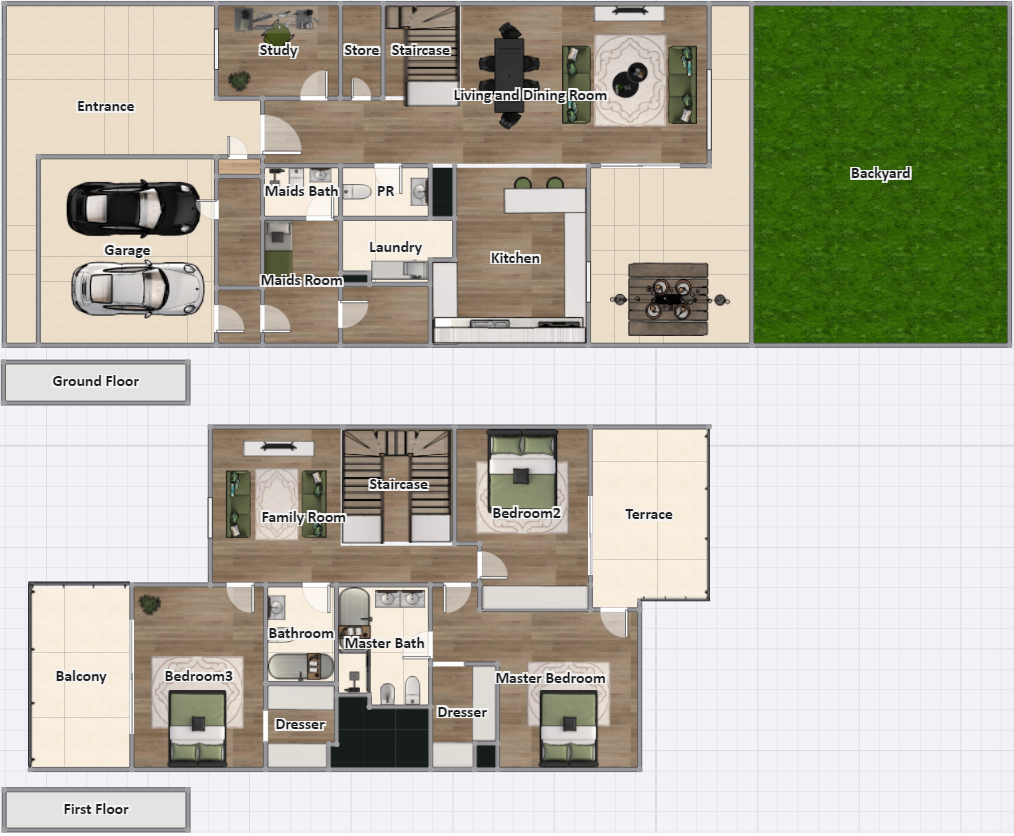 Study
Store
Staircase
Living and Dining Room
Entrance
Backyard
Maids Bath
PR
Garage
Laundry
Kitchen
Maids Room
Ground Floor
Staircase
Family Room
Bedroom2
Terrace
Bathroom
Master Bath
Balcony
Bedroom3
Master Bedroom
Dresser
Dresser
First Floor